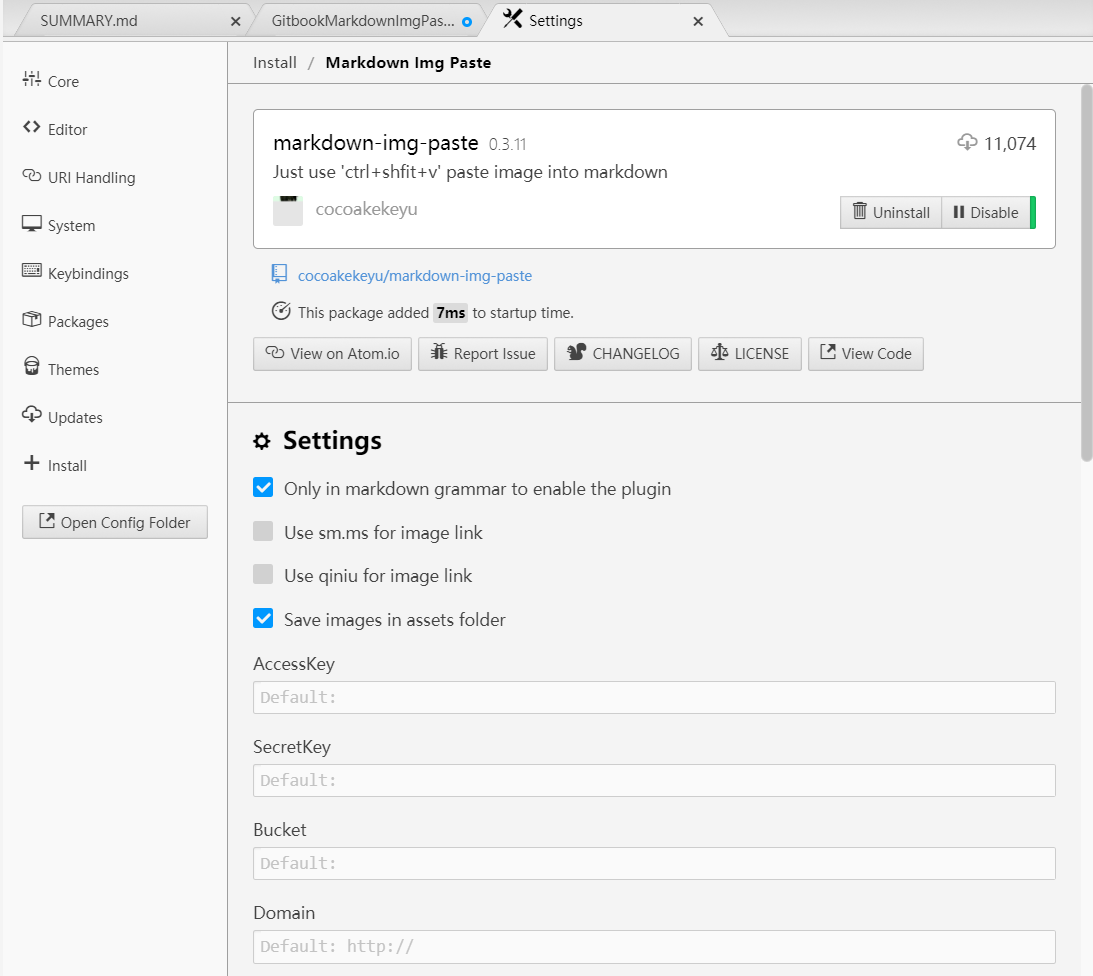 SUMMARY.md
GitbookMarkdownImgPas...
Settings
Core
Editor
URI Handling
System
Keybindings
Packages
Themes
Updates
Install
Open Config Folder
Install / Markdown Img Paste
markdown-img-paste 0.3.11
11,074
Just use 'ctrl+shfit+v' paste image into markdown
cocoakekeyu
Uninstall
Disable
cocoakekeyu/markdown-img-paste
This package added 7ms to startup time.
View on Atom.io
Report Issue
CHANGELOG
LICENSE
View Code
Settings
Only in markdown grammar to enable the plugin
Use sm.ms for image link
Use qiniu for image link
Save images in assets folder
AccessKey
Default:
SecretKey
Default:
Bucket
Default:
Domain
Default: http://